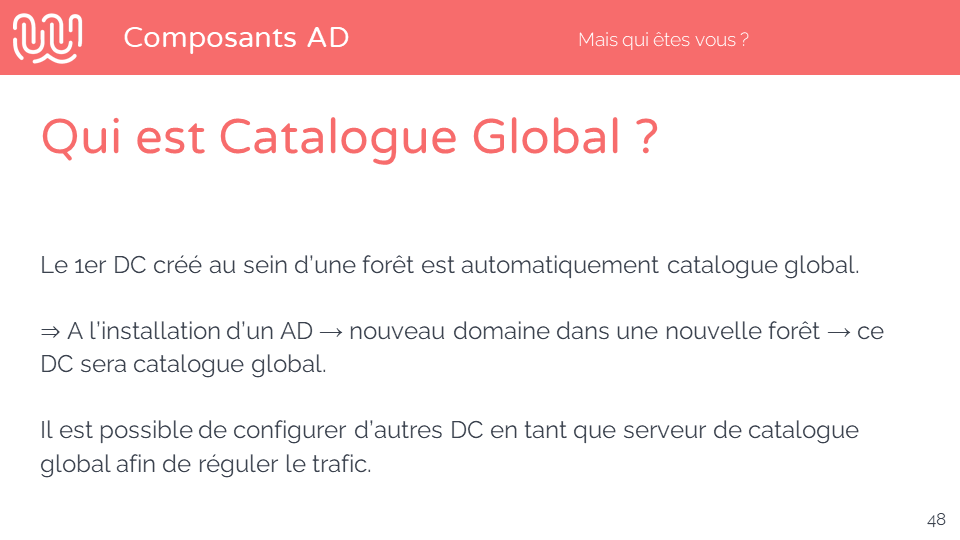 Composants AD
Mais qui êtes vous ?
Qui est Catalogue Global ?
Le 1er DC créé au sein d’une forêt est automatiquement catalogue global.
⇒ A l’installation d’un AD → nouveau domaine dans une nouvelle forêt → ce
DC sera catalogue global.
Il est possible de configurer d’autres DC en tant que serveur de catalogue
global afin de réguler le trafic.
48